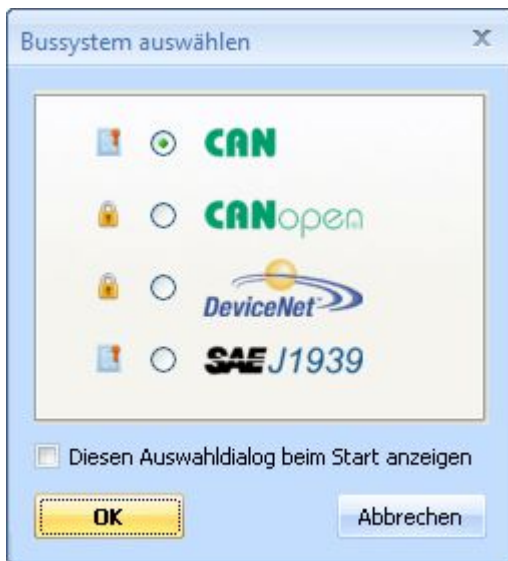 Bussystem auswählen
CAN
CANopen
DeviceNet
SAE J1939
Diesen Auswahldialog beim Start anzeigen
OK
Abbrechen